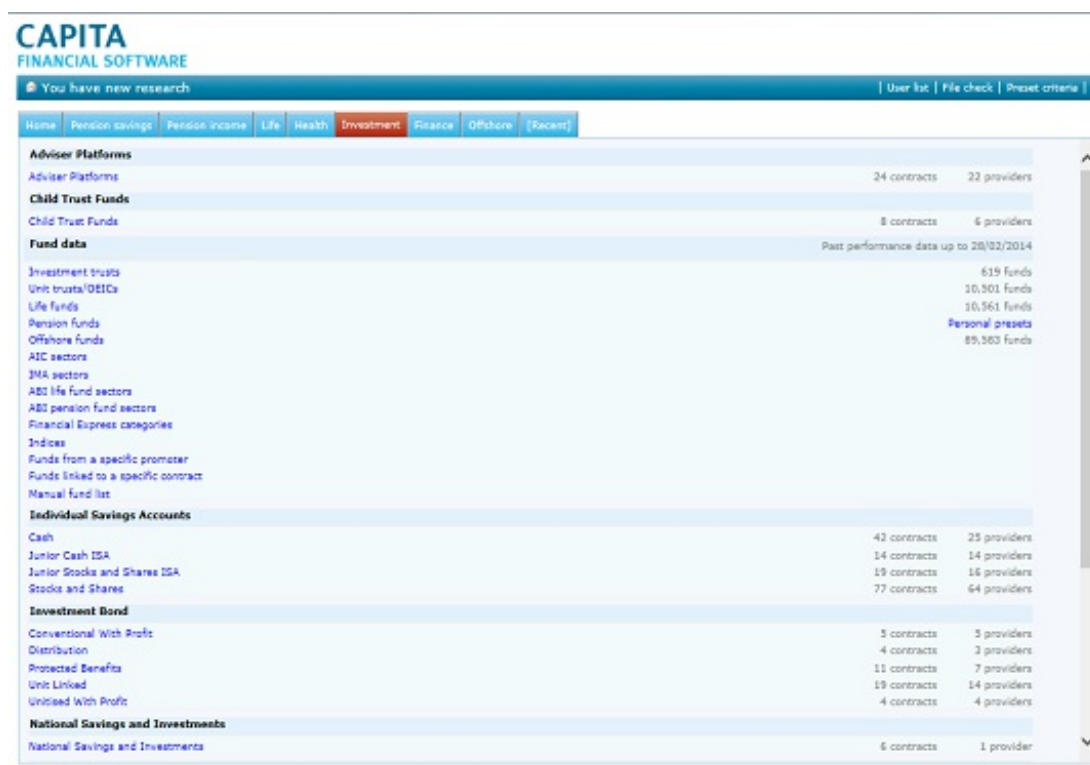 CAPITA
FINANCIAL SOFTWARE
You have new research | User list | File check | Preset criteria |
Home Pension savings Pension income Life Health Investment Finance Offshore [Recent]
Adviser Platforms
Adviser Platforms 24 contracts 22 providers
Child Trust Funds
Child Trust Funds 8 contracts 6 providers
Fund data Past performance data up to 28/02/2014
Investment trusts 619 funds
Unit trusts/OEICs 10,501 funds
Life funds 10,561 funds
Pension funds Personal presets
Offshore funds 89,563 funds
AIC sectors
IMA sectors
ABI life fund sectors
ABI pension fund sectors
Financial Express categories
Indices
Funds from a specific promoter
Funds linked to a specific contract
Manual fund list
Individual Savings Accounts
Cash 42 contracts 25 providers
Junior Cash ISA 14 contracts 14 providers
Junior Stocks and Shares ISA 19 contracts 16 providers
Stocks and Shares 77 contracts 64 providers
Investment Bond
Conventional With Profit 5 contracts 5 providers
Distribution 4 contracts 3 providers
Protected Benefits 11 contracts 7 providers
Unit Linked 19 contracts 14 providers
Unitised With Profit 4 contracts 4 providers
National Savings and Investments
National Savings and Investments 6 contracts 1 provider